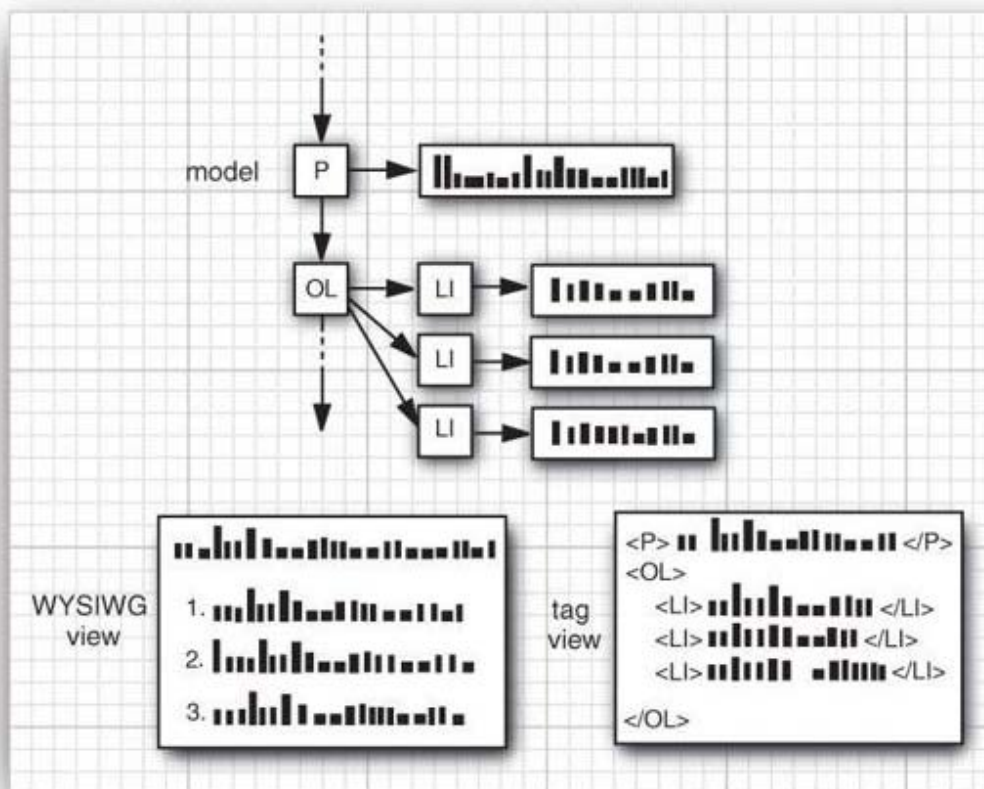 model
P
OL
LI
LI
LI
WYSIWG
view
1.
2.
3.
tag
view
<P> </P>
<OL>
<LI> </LI>
<LI> </LI>
<LI> </LI>
</OL>